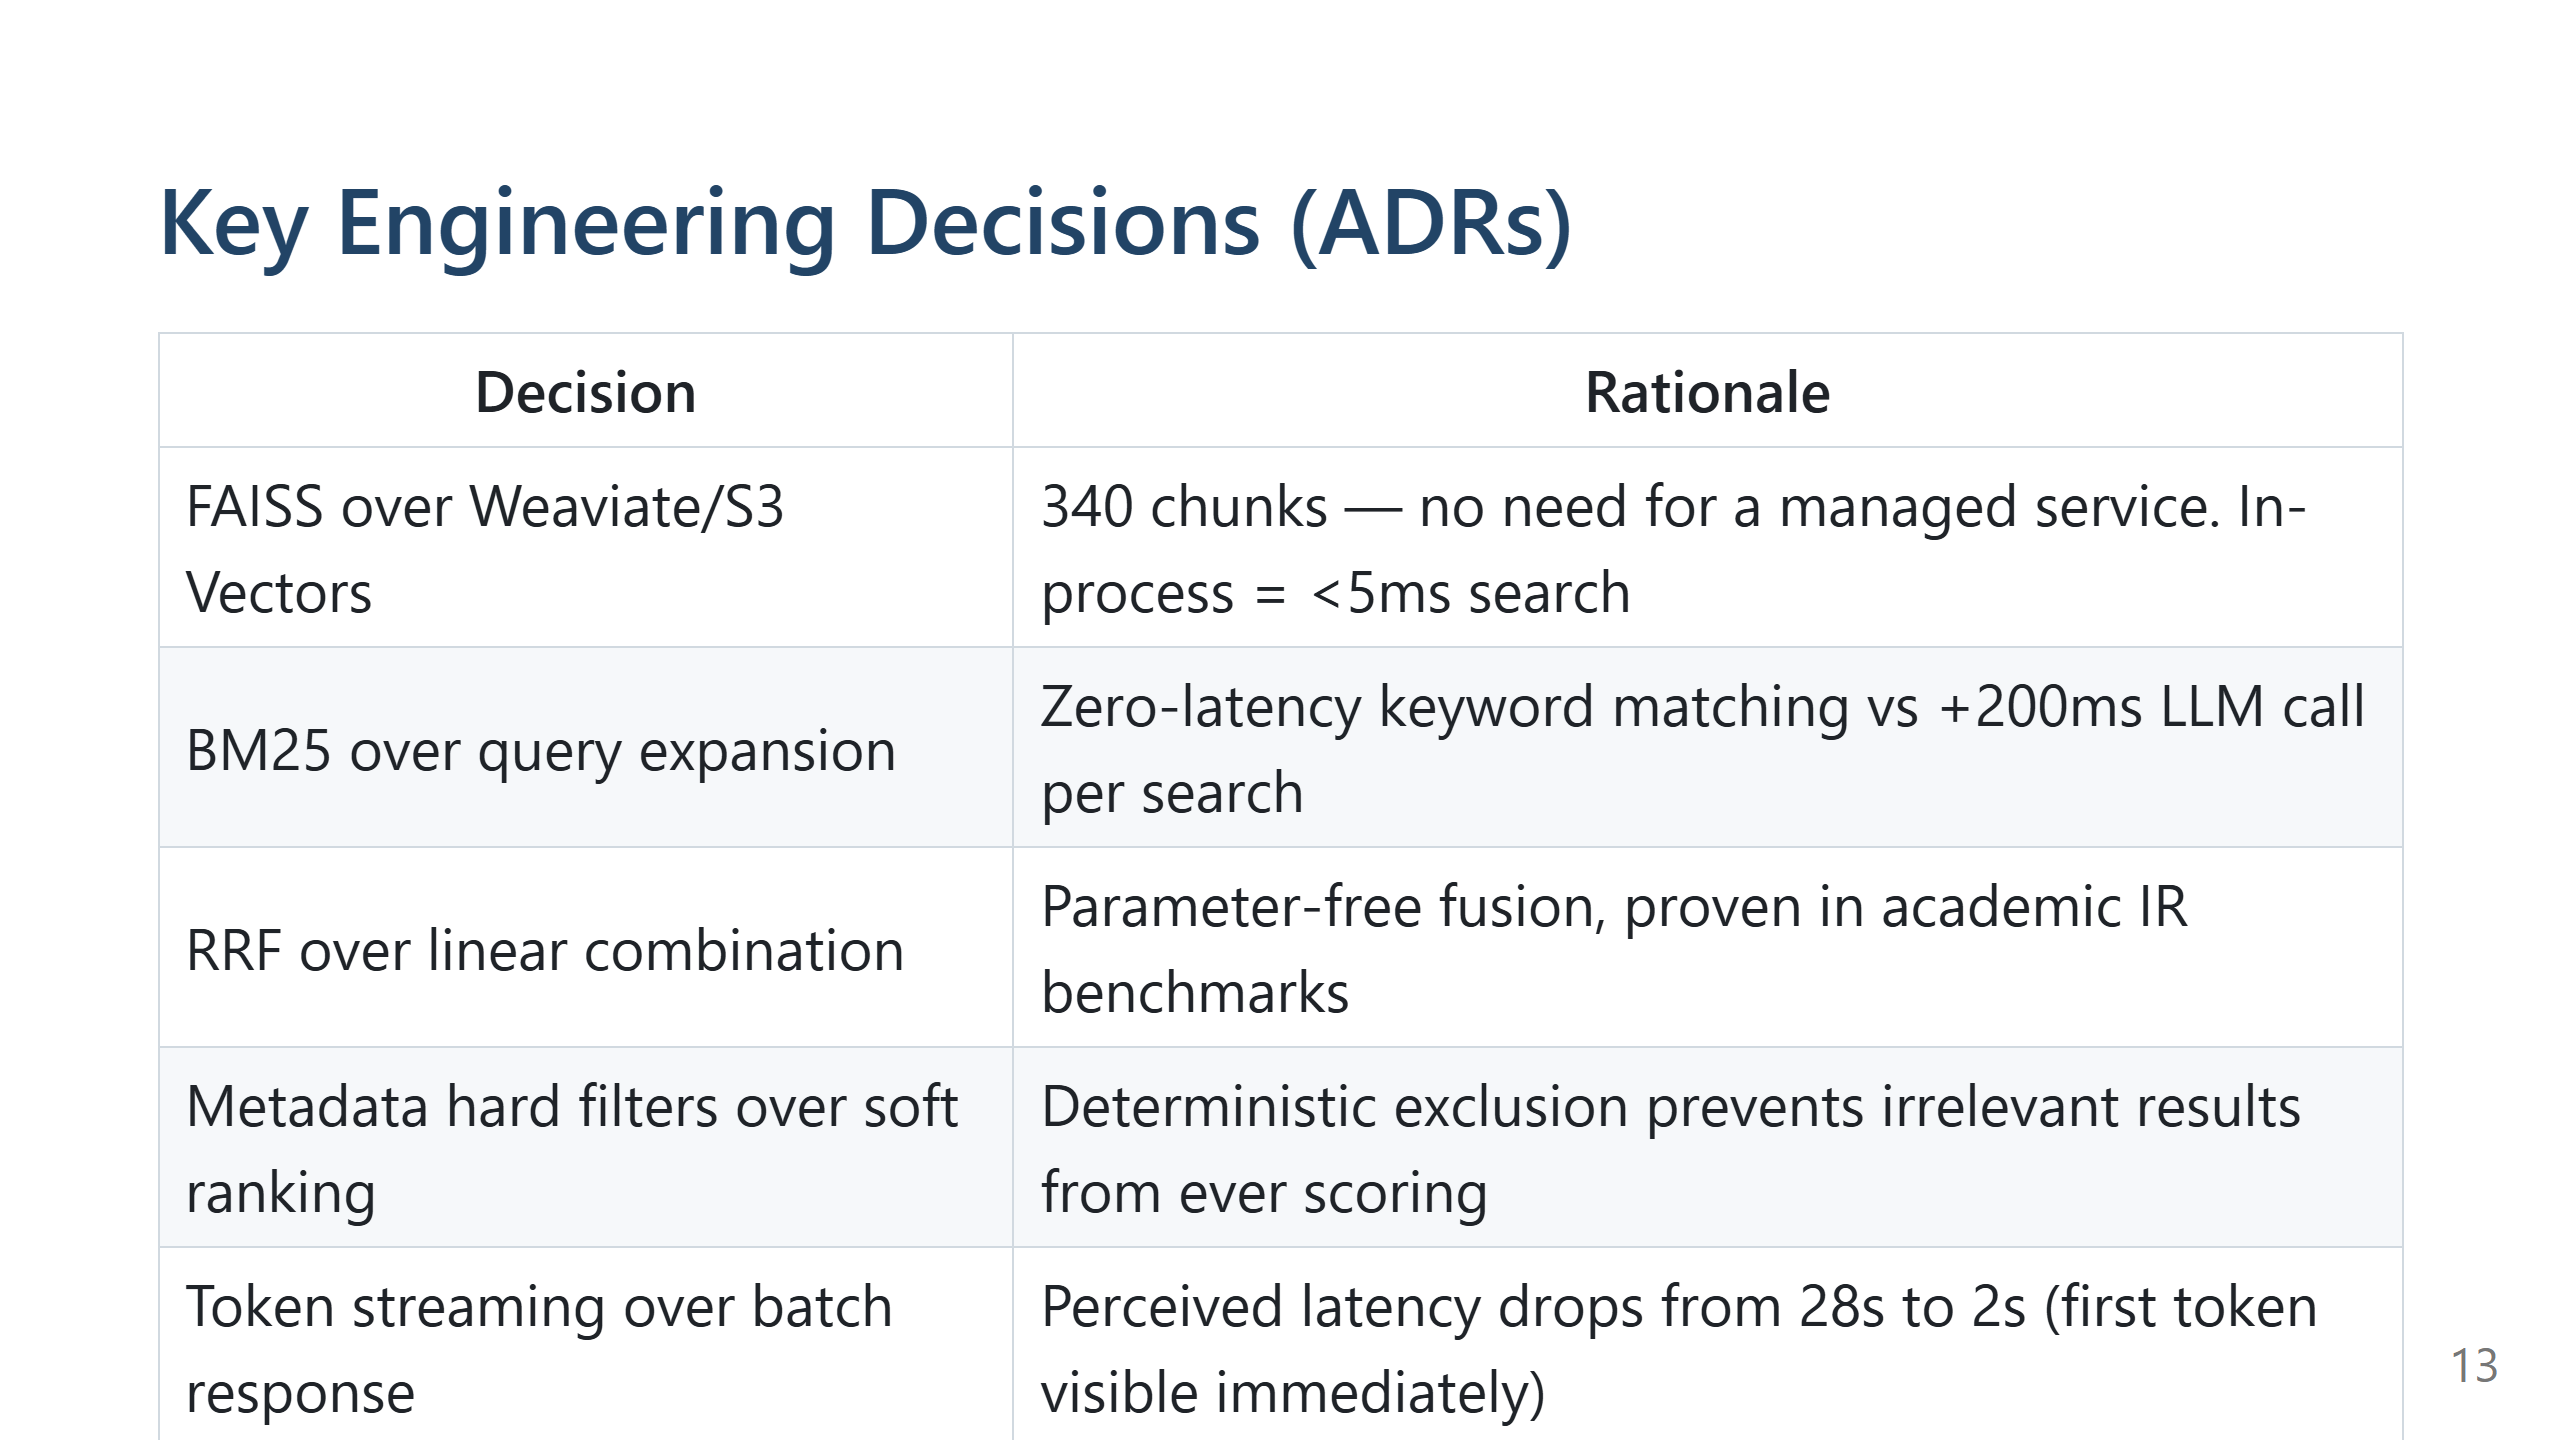 Key Engineering Decisions (ADRs)
Decision
Rationale
FAISS over Weaviate/S3
Vectors
340 chunks — no need for a managed service. In-
process = <5ms search
BM25 over query expansion
Zero-latency keyword matching vs +200ms LLM call
per search
RRF over linear combination
Parameter-free fusion, proven in academic IR
benchmarks
Metadata hard filters over soft
ranking
Deterministic exclusion prevents irrelevant results
from ever scoring
Token streaming over batch
response
Perceived latency drops from 28s to 2s (first token
visible immediately)
13